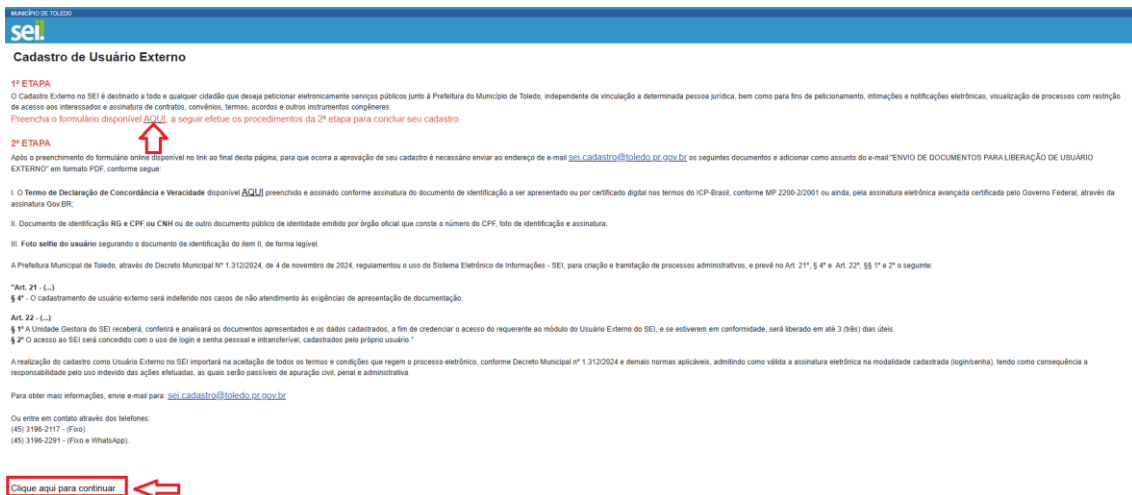 MUNICÍPIO DE TOLEDO
sei!
Cadastro de Usuário Externo
1ª ETAPA
O Cadastro Externo no SEI é destinado a todo e qualquer cidadão que deseja peticionar eletronicamente serviços públicos junto à Prefeitura do Município de Toledo, independente de vinculação a determinada pessoa jurídica, bem como para fins de peticionamento, intimações e notificações eletrônicas, visualização de processos com restrição
de acesso aos interessados e assinatura de contratos, convênios, termos, acordos e outros instrumentos congêneres.
Preencha o formulário disponível AQUI, a seguir efetue os procedimentos da 2ª etapa para concluir seu cadastro.
2ª ETAPA
Após o preenchimento do formulário online disponível no link ao final desta página, para que ocorra a aprovação de seu cadastro é necessário enviar ao endereço de e-mail sei.cadastro@toledo.pr.gov.br os seguintes documentos e adicionar como assunto do e-mail:"ENVIO DE DOCUMENTOS PARA LIBERAÇÃO DE USUÁRIO
EXTERNO" em formato PDF, conforme segue:
I. O Termo de Declaração de Concordância e Veracidade disponível AQUI preenchido e assinado conforme assinatura do documento de identificação a ser apresentado ou por certificado digital nos termos do ICP-Brasil, conforme MP 2200-2/2001 ou ainda, pela assinatura eletrônica avançada certificada pelo Governo Federal, através da
assinatura Gov.BR;
II. Documento de identificação RG e CPF ou CNH ou de outro documento público de identidade emitido por órgão oficial que conste o número do CPF, foto de identificação e assinatura;
III. Foto selfie do usuário segurando o documento de identificação do item II, de forma legível.
A Prefeitura Municipal de Toledo, através do Decreto Municipal Nº 1.312/2024, de 4 de novembro de 2024, regulamentou o uso do Sistema Eletrônico de Informações - SEI, para criação e tramitação de processos administrativos, e prevê no Art. 21º, § 4º e Art. 22º, §§ 1º e 2º o seguinte:
"Art. 21 - (...)
§ 4º - O cadastramento de usuário externo será indeferido nos casos de não atendimento às exigências de apresentação de documentação.
Art. 22 - (...)
§ 1º A Unidade Gestora do SEI receberá, conferirá e analisará os documentos apresentados e os dados cadastrados, a fim de credenciar o acesso do requerente ao módulo do Usuário Externo do SEI, e se estiverem em conformidade, será liberado em até 3 (três) dias úteis.
§ 2º O acesso ao SEI será concedido com o uso de login e senha pessoal e intransferível, cadastrados pelo próprio usuário."
A realização do cadastro como Usuário Externo no SEI importará na aceitação de todos os termos e condições que regem o processo eletrônico, conforme Decreto Municipal nº 1.312/2024 e demais normas aplicáveis, admitindo como válida a assinatura eletrônica na modalidade cadastrada (login/senha), tendo como consequência a
responsabilidade pelo uso indevido das ações efetuadas, as quais serão passíveis de apuração civil, penal e administrativa.
Para obter mais informações, envie e-mail para: sei.cadastro@toledo.pr.gov.br
Ou entre em contato através dos telefones:
(45) 3196-2117 - (Fixo)
(45) 3196-2291 - (Fixo e WhatsApp).
Clique aqui para continuar